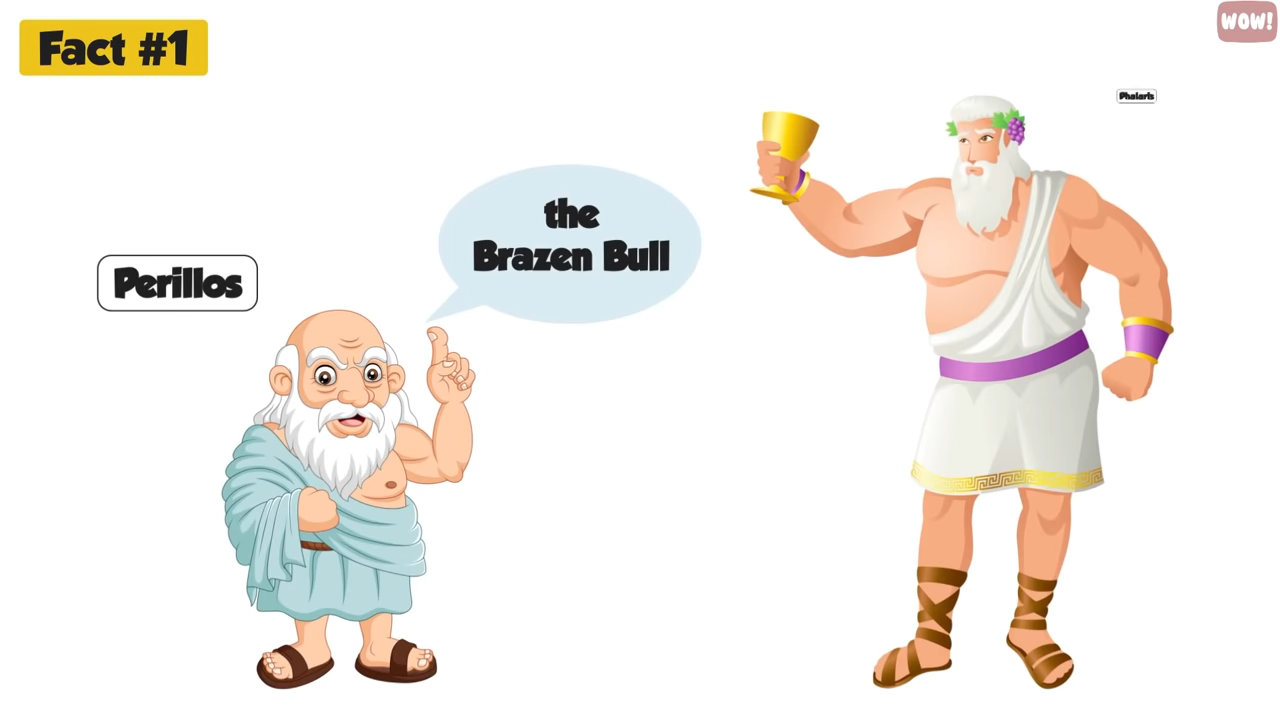 Fact #1
WOW!
Phalaris
the
Brazen Bull
Perillos